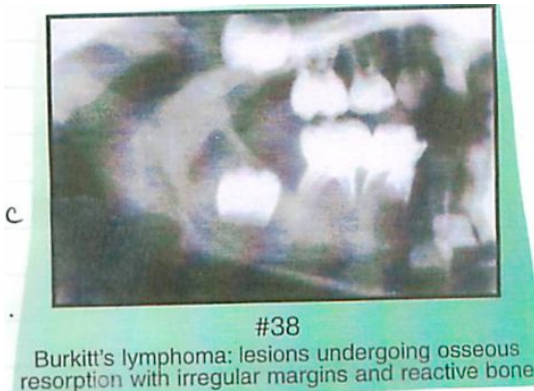 c
#38
Burkitt's lymphoma: lesions undergoing osseous
resorption with irregular margins and reactive bone